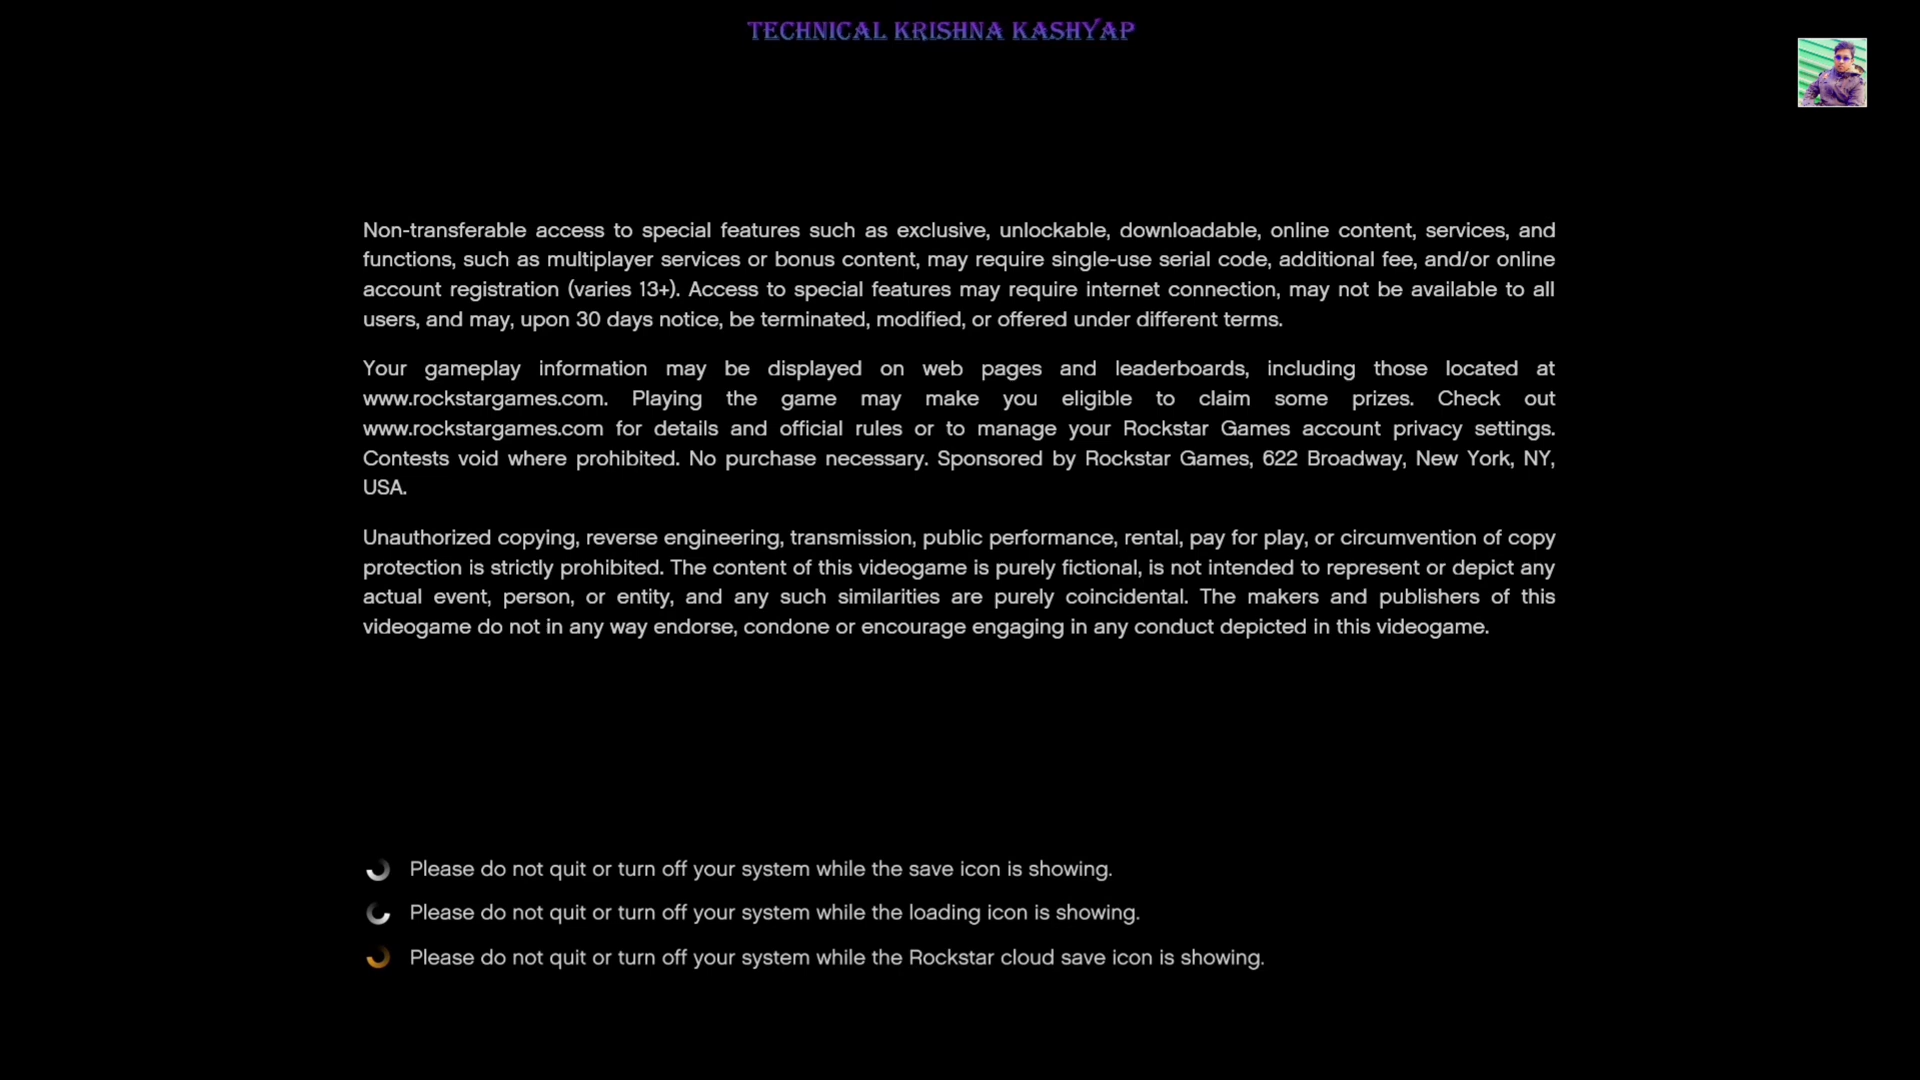 TECHNICAL KRISHNA KASHYAP
Non-transferable access to special features such as exclusive, unlockable, downloadable, online content, services, and
functions, such as multiplayer services or bonus content, may require single-use serial code, additional fee, and/or online
account registration (varies 13+). Access to special features may require internet connection, may not be available to all
users, and may, upon 30 days notice, be terminated, modified, or offered under different terms.
Your gameplay information may be displayed on web pages and leaderboards, including those located at
www.rockstargames.com. Playing the game may make you eligible to claim some prizes. Check out
www.rockstargames.com for details and official rules or to manage your Rockstar Games account privacy settings.
Contests void where prohibited. No purchase necessary. Sponsored by Rockstar Games, 622 Broadway, New York, NY,
USA.
Unauthorized copying, reverse engineering, transmission, public performance, rental, pay for play, or circumvention of copy
protection is strictly prohibited. The content of this videogame is purely fictional, is not intended to represent or depict any
actual event, person, or entity, and any such similarities are purely coincidental. The makers and publishers of this
videogame do not in any way endorse, condone or encourage engaging in any conduct depicted in this videogame.
Please do not quit or turn off your system while the save icon is showing.
Please do not quit or turn off your system while the loading icon is showing.
Please do not quit or turn off your system while the Rockstar cloud save icon is showing.